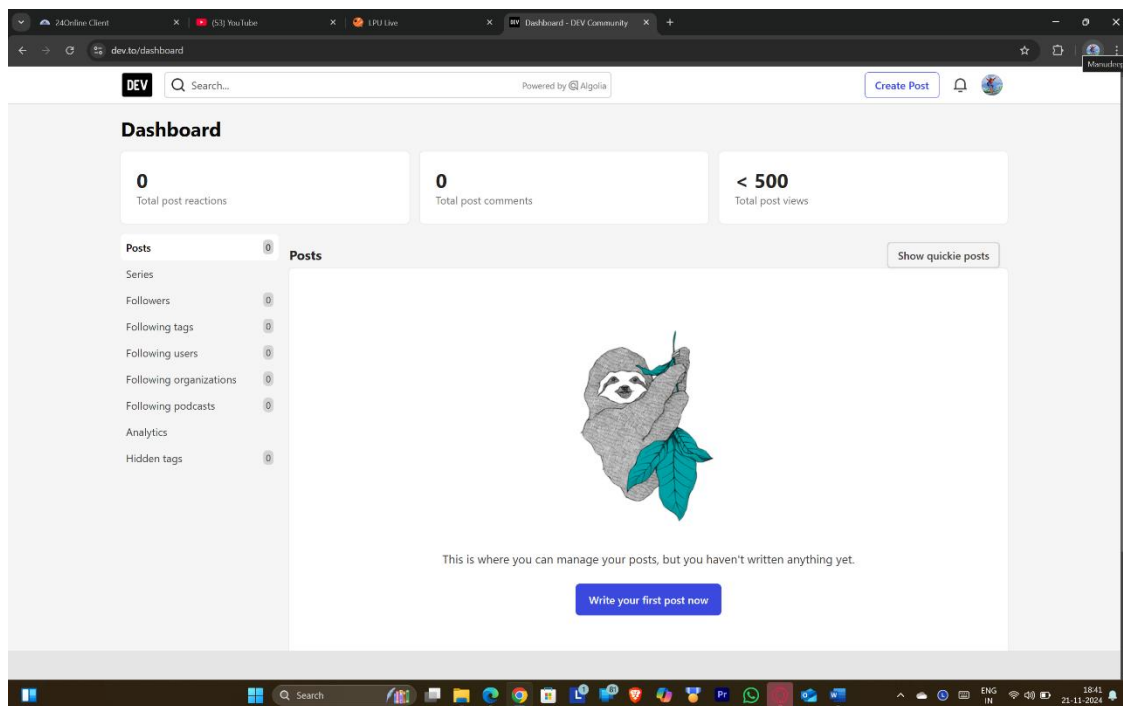 24Online Client
(53) YouTube
LPU Live
DEV Dashboard - DEV Community
dev.to/dashboard
Manudeep
DEV Search... Powered by Algolia Create Post
Dashboard
0 0 < 500
Total post reactions Total post comments Total post views
Posts 0
Posts Show quickie posts
Series
Followers 0
Following tags 0
Following users 0
Following organizations 0
Following podcasts 0
Analytics
Hidden tags 0
This is where you can manage your posts, but you haven't written anything yet.
Write your first post now
Search
81
Pr
ENG
IN
18:41
21-11-2024